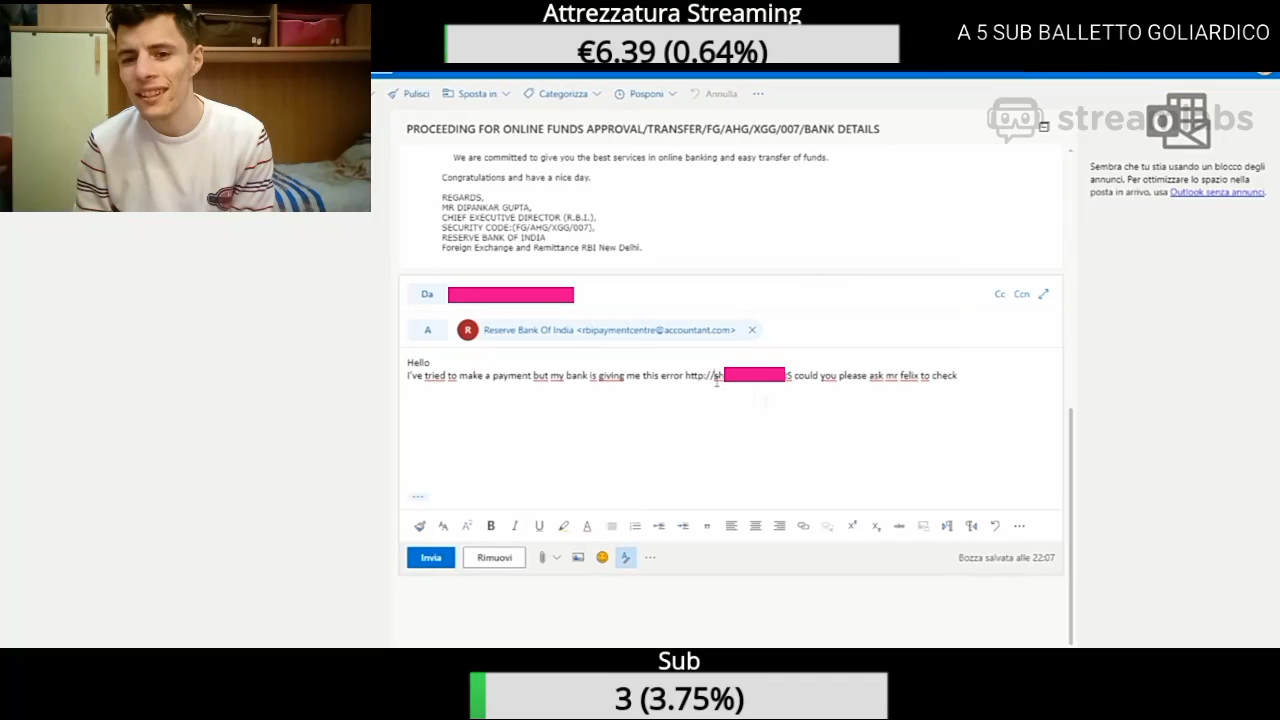 Attrezzatura Streaming
€6.39 (0.64%)
A 5 SUB BALLETTO GOLIARDICO
Pulisci Sposta in Categorizza Posponi Annulla
PROCEEDING FOR ONLINE FUNDS APPROVAL/TRANSFER/FG/AHG/XGG/007/BANK DETAILS
streamlabs
We are committed to give you the best services in online banking and easy transfer of funds.
Congratulations and have a nice day.
REGARDS,
MR DIPANKAR GUPTA,
CHIEF EXECUTIVE DIRECTOR (R.B.I.),
SECURITY CODE:(FG/AHG/XGG/007),
RESERVE BANK OF INDIA
Foreign Exchange and Remittance RBI New Delhi.
Sembra che tu stia usando un blocco degli
annunci. Per ottimizzare lo spazio nella
posta in arrivo, usa Outlook senza annunci.
Da
Cc Ccn
A R Reserve Bank Of India <rbipaymentcentre@accountant.com>
Hello
I've tried to make a payment but my bank is giving me this error http://sh S could you please ask mr felix to check
Invia Rimuovi Bozza salvata alle 22:07
Sub
3 (3.75%)